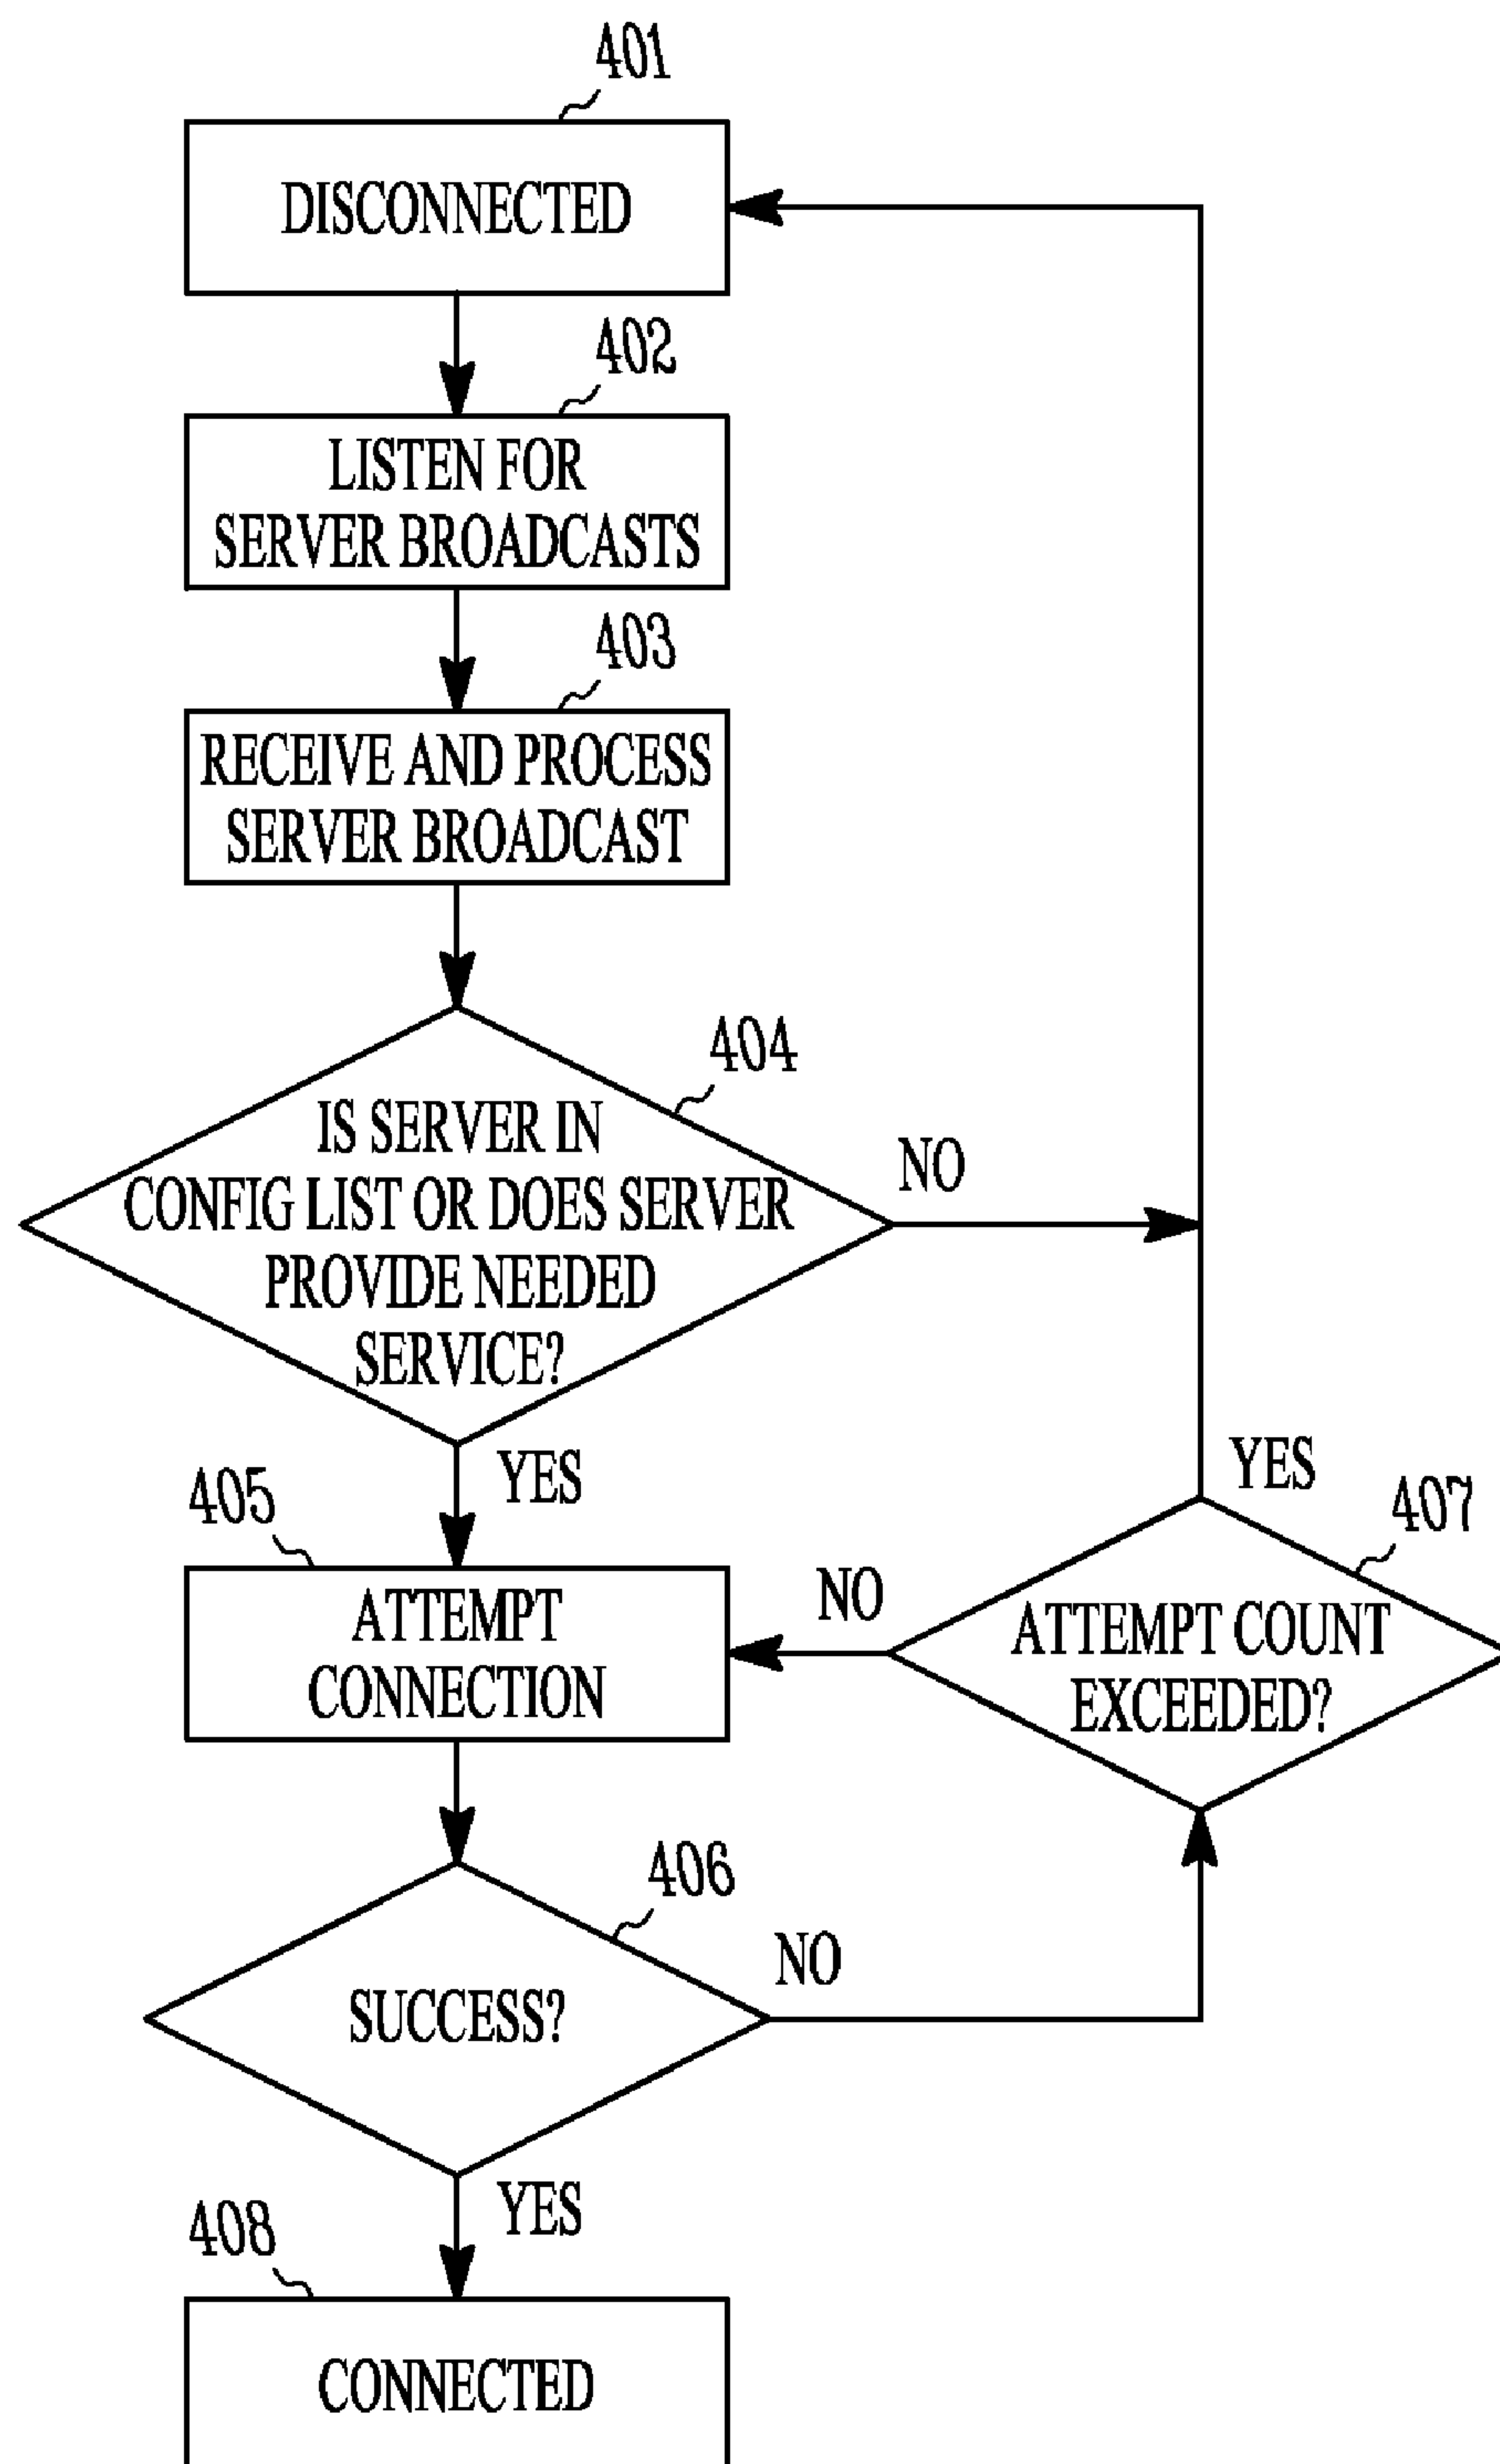 401
DISCONNECTED
402
LISTEN FOR
SERVER BROADCASTS
403
RECEIVE AND PROCESS
SERVER BROADCAST
404
IS SERVER IN
CONFIG LIST OR DOES SERVER
PROVIDE NEEDED
SERVICE?
NO
YES
405
ATTEMPT
CONNECTION
NO
YES
407
ATTEMPT COUNT
EXCEEDED?
406
SUCCESS?
NO
YES
408
CONNECTED